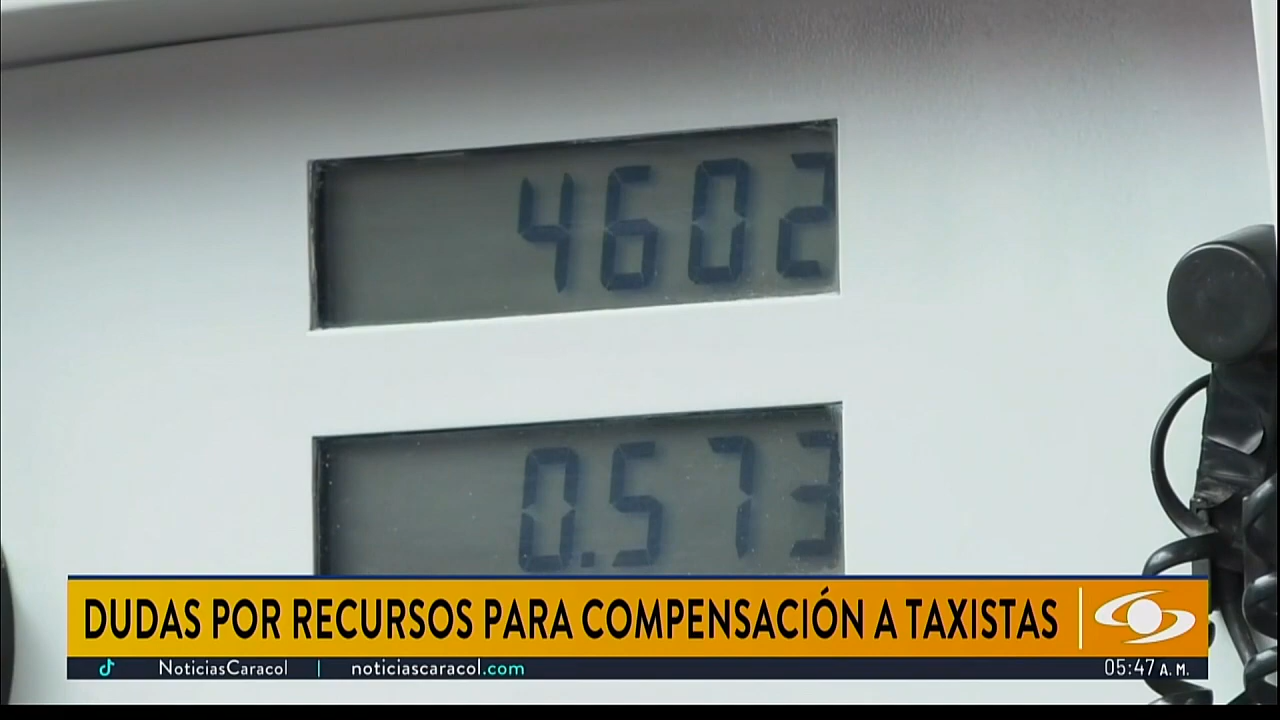 4602
0.573
DUDAS POR RECURSOS PARA COMPENSACIÓN A TAXISTAS
NoticiasCaracol | noticiascaracol.com 05:47 A. M.